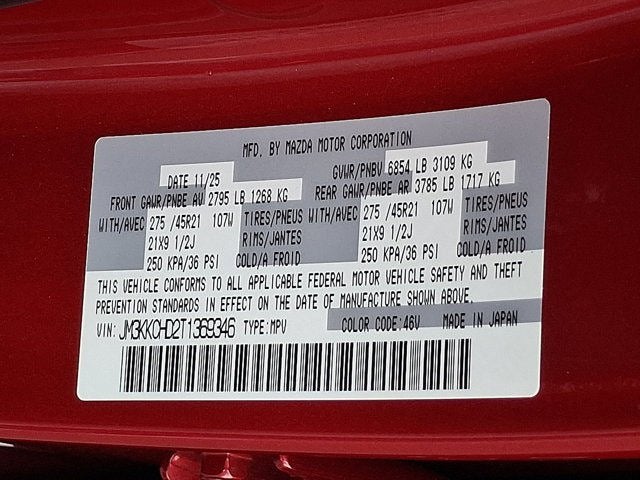 MFD. BY MAZDA MOTOR CORPORATION
DATE 11/25 GVWR/PNBV 6854 LB 3109 KG
FRONT GAWR/PNBE AV 2795 LB 1268 KG REAR GAWR/PNBE AR 3785 LB 1717 KG
WITH/AVEC 275 /45R21 107W TIRES/PNEUS WITH/AVEC 275 /45R21 107W TIRES/PNEUS
21X9 1/2J RIMS/JANTES 21X9 1/2J RIMS/JANTES
250 KPA/36 PSI COLD/A FROID 250 KPA/36 PSI COLD/A FROID
THIS VEHICLE CONFORMS TO ALL APPLICABLE FEDERAL MOTOR VEHICLE SAFETY AND THEFT
PREVENTION STANDARDS IN EFFECT ON THE DATE OF MANUFACTURE SHOWN ABOVE.
VIN: JM3KKCHD2T1369346 TYPE: MPV COLOR CODE: 46V MADE IN JAPAN